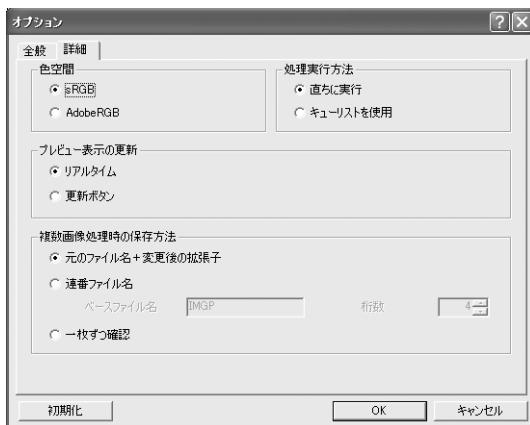 オプション
全般 詳細
色空間 処理実行方法
sRGB 直ちに実行
AdobeRGB キューリストを使用
プレビュー表示の更新
リアルタイム
更新ボタン
複数画像処理時の保存方法
元のファイル名+変更後の拡張子
連番ファイル名
ベースファイル名 IMGP 桁数 4
一枚ずつ確認
初期化 OK キャンセル